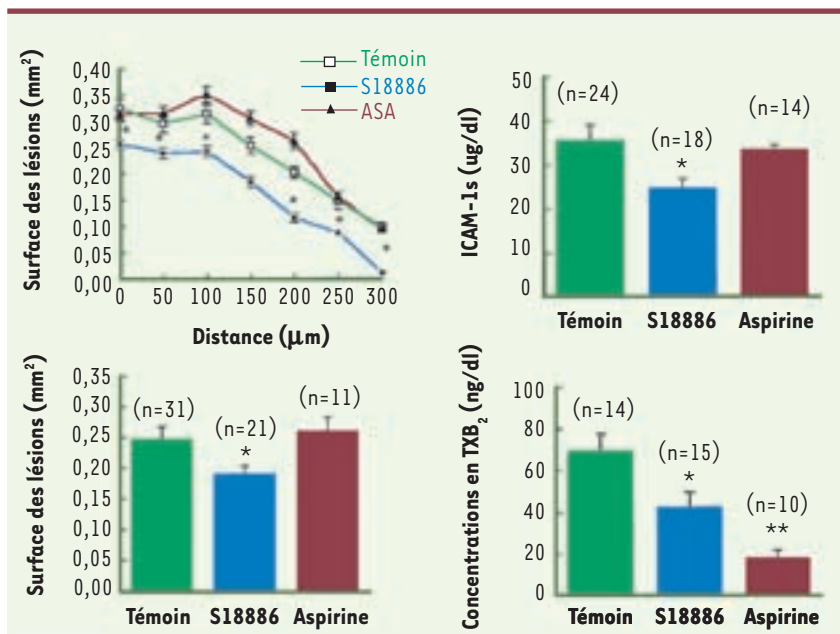 Surface des lésions (mm²)
0,40
0,35
0,30
0,25
0,20
0,15
0,10
0,05
0,00
0 50 100 150 200 250 300
Distance (µm)
Témoin
S18886
ASA
*
*
*
*
*
*
*
ICAM-1s (ug/dl)
50
40
30
20
10
0
(n=24)
(n=18)
*
(n=14)
Témoin S18886 Aspirine
Surface des lésions (mm²)
0,35
0,30
0,25
0,20
0,15
0,10
0,05
0,00
(n=31)
(n=21)
*
(n=11)
Témoin S18886 Aspirine
Concentrations en TXB₂ (ng/dl)
100
80
60
40
20
0
(n=14)
(n=15)
*
(n=10)
**
Témoin S18886 Aspirine